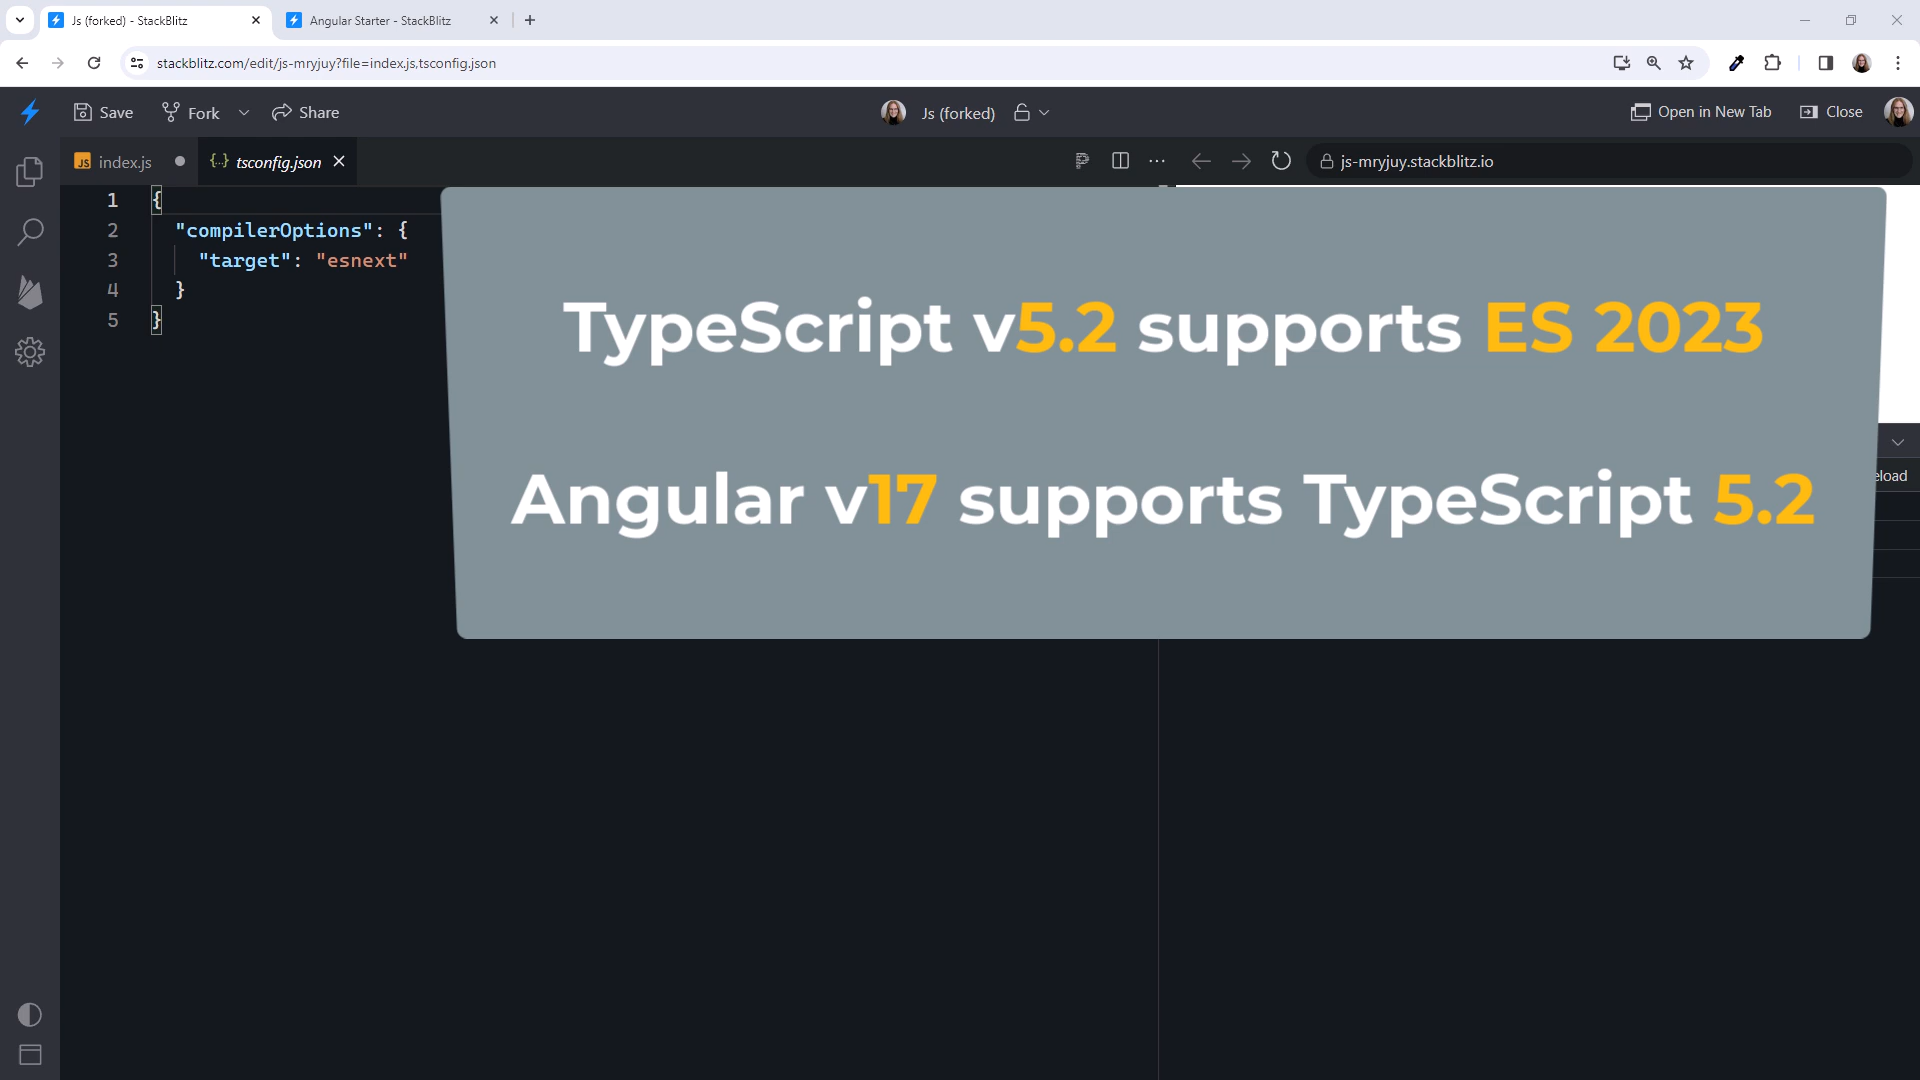 Js (forked) - StackBlitz
Angular Starter - StackBlitz
stackblitz.com/edit/js-mryjuy?file=index.js,tsconfig.json
Save Fork Share Js (forked) Open in New Tab Close
JS index.js {..} tsconfig.json js-mryjuy.stackblitz.io
1 {
2 "compilerOptions": {
3 "target": "esnext"
4 }
5 }
TypeScript v5.2 supports ES 2023
Angular v17 supports TypeScript 5.2
eload